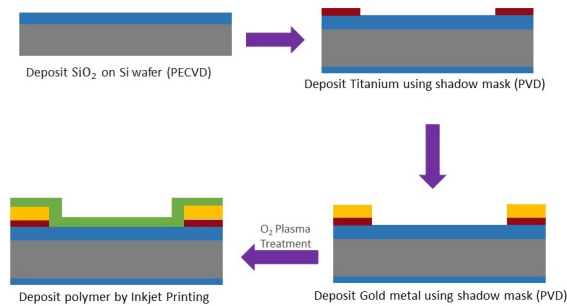 Deposit SiO₂ on Si wafer (PECVD)
Deposit Titanium using shadow mask (PVD)
O₂ Plasma
Treatment
Deposit polymer by Inkjet Printing
Deposit Gold metal using shadow mask (PVD)